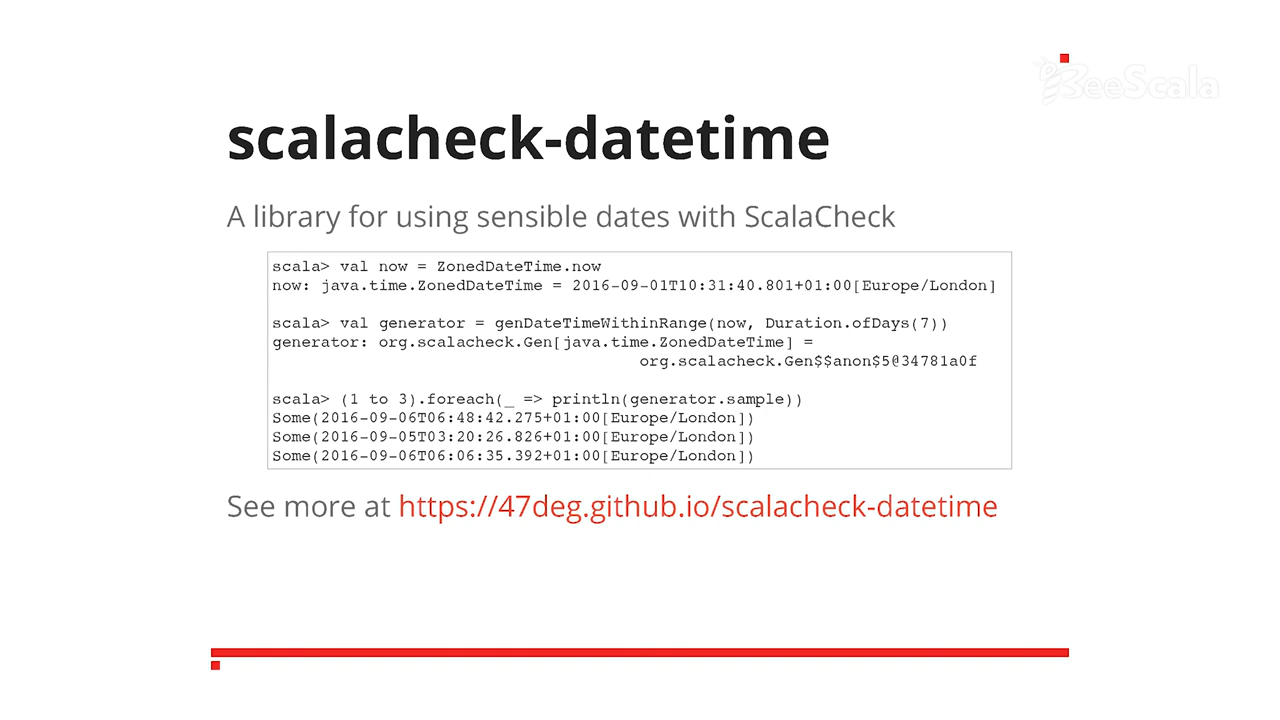 BeeScala
scalacheck-datetime
A library for using sensible dates with ScalaCheck
scala> val now = ZonedDateTime.now
now: java.time.ZonedDateTime = 2016-09-01T10:31:40.801+01:00[Europe/London]
scala> val generator = genDateTimeWithinRange(now, Duration.ofDays(7))
generator: org.scalacheck.Gen[java.time.ZonedDateTime] =
org.scalacheck.Gen$$anon$5@34781a0f
scala> (1 to 3).foreach(_ => println(generator.sample))
Some(2016-09-06T06:48:42.275+01:00[Europe/London])
Some(2016-09-05T03:20:26.826+01:00[Europe/London])
Some(2016-09-06T06:06:35.392+01:00[Europe/London])
See more at https://47deg.github.io/scalacheck-datetime